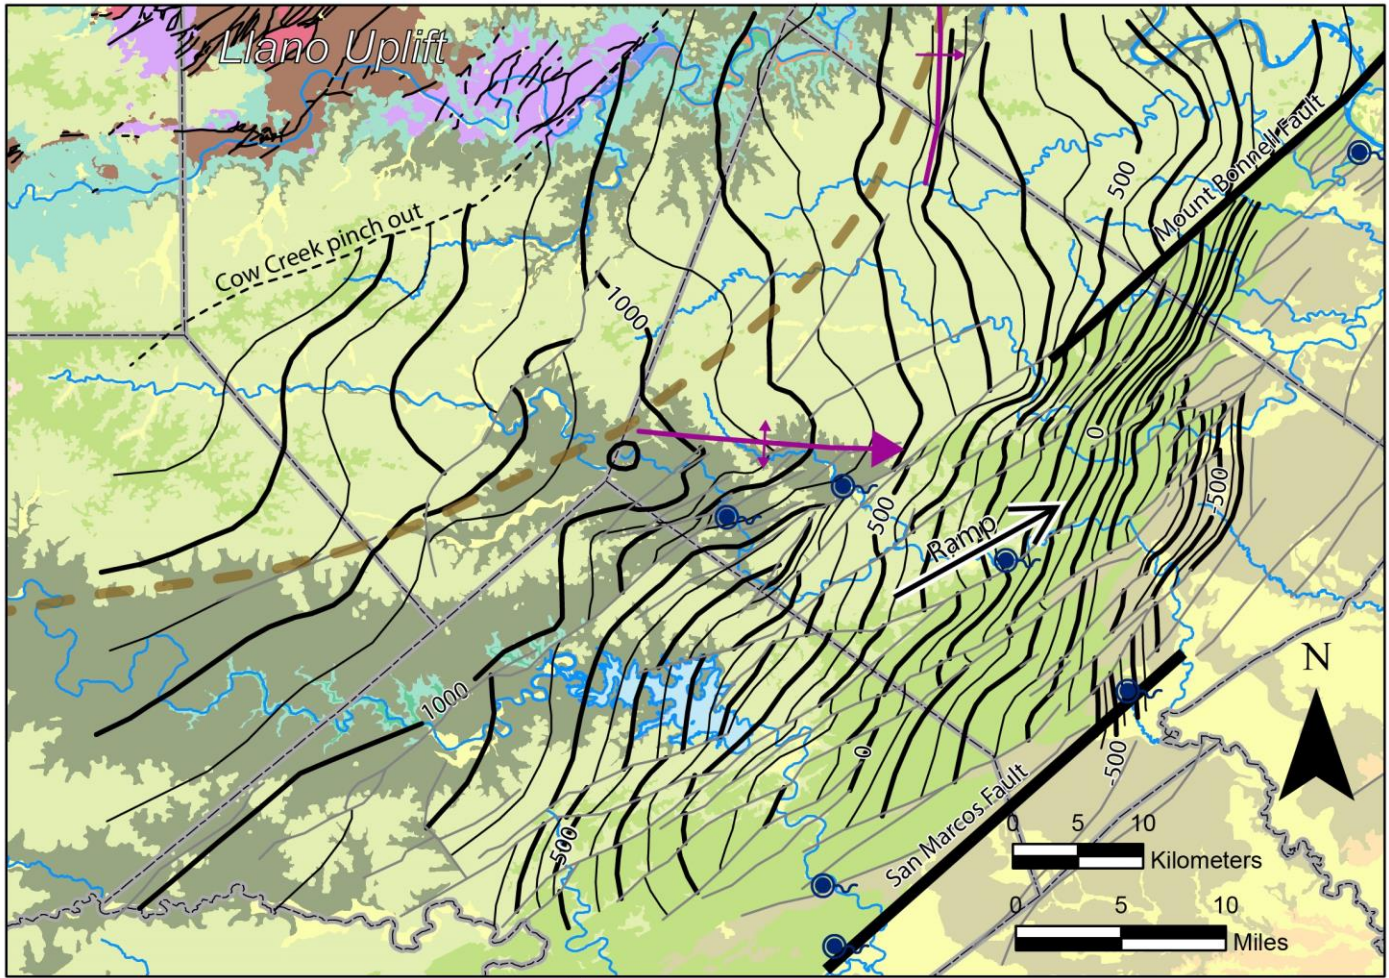 Llano Uplift
Mount Bonnell Fault
500
Cow Creek pinch out
1000
0
-500
500
Ramp
1000
0
-500
San Marcos Fault
500
N
0 5 10
Kilometers
0 5 10
Miles